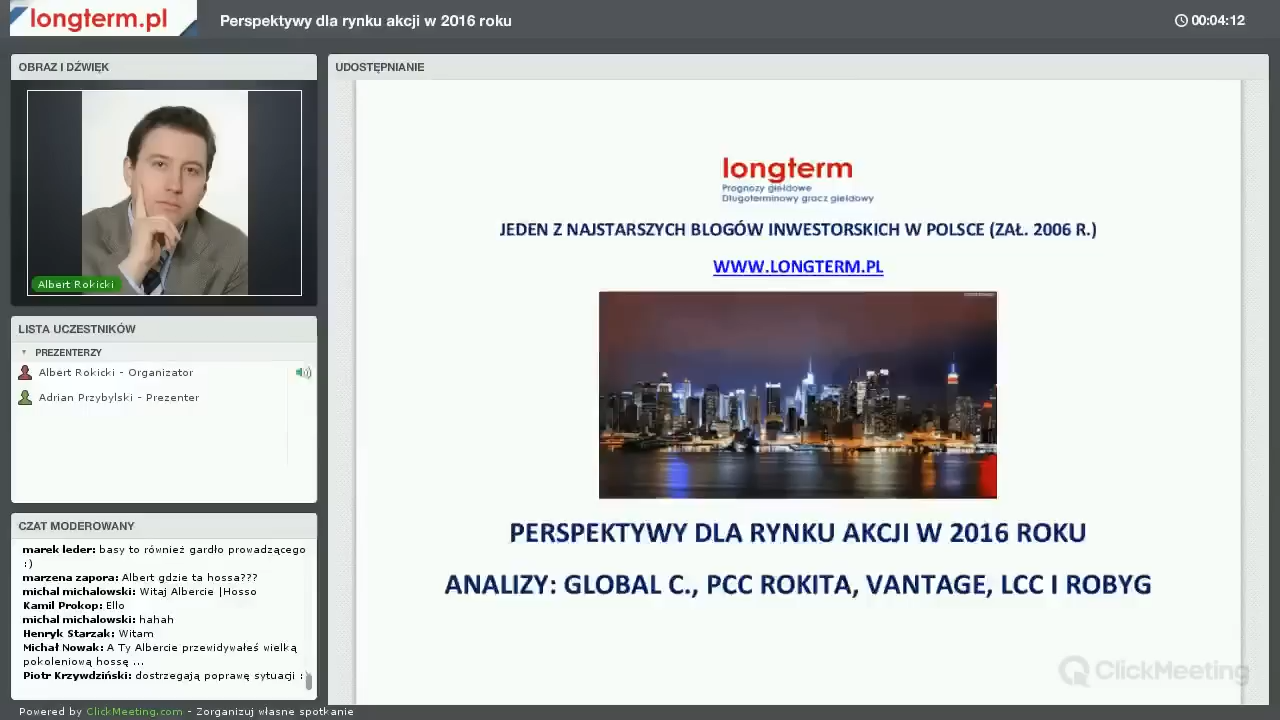 longterm.pl
Perspektywy dla rynku akcji w 2016 roku
00:04:12
OBRAZ I DŹWIĘK
Albert Rokicki
LISTA UCZESTNIKÓW
PREZENTERZY
Albert Rokicki - Organizator
Adrian Przybylski - Prezenter
CZAT MODEROWANY
marek leder: basy to również gardło prowadzącego
:)
marzena zapora: Albert gdzie ta hossa???
michal michalowski: Witaj Albercie |Hosso
Kamil Prokop: Ello
michal michalowski: hahah
Henryk Starzak: Witam
Michał Nowak: A Ty Albercie przewidywałeś wielką
pokoleniową hossę ...
Piotr Krzywdziński: dostrzegają poprawę sytuacji :
UDOSTĘPNIANIE
longterm
Prognozy giełdowe
Długoterminowy gracz giełdowy
JEDEN Z NAJSTARSZYCH BLOGÓW INWESTORSKICH W POLSCE (ZAŁ. 2006 R.)
WWW.LONGTERM.PL
PERSPEKTYWY DLA RYNKU AKCJI W 2016 ROKU
ANALIZY: GLOBAL C., PCC ROKITA, VANTAGE, LCC I ROBYG
ClickMeeting
Powered by ClickMeeting.com - Zorganizuj własne spotkanie